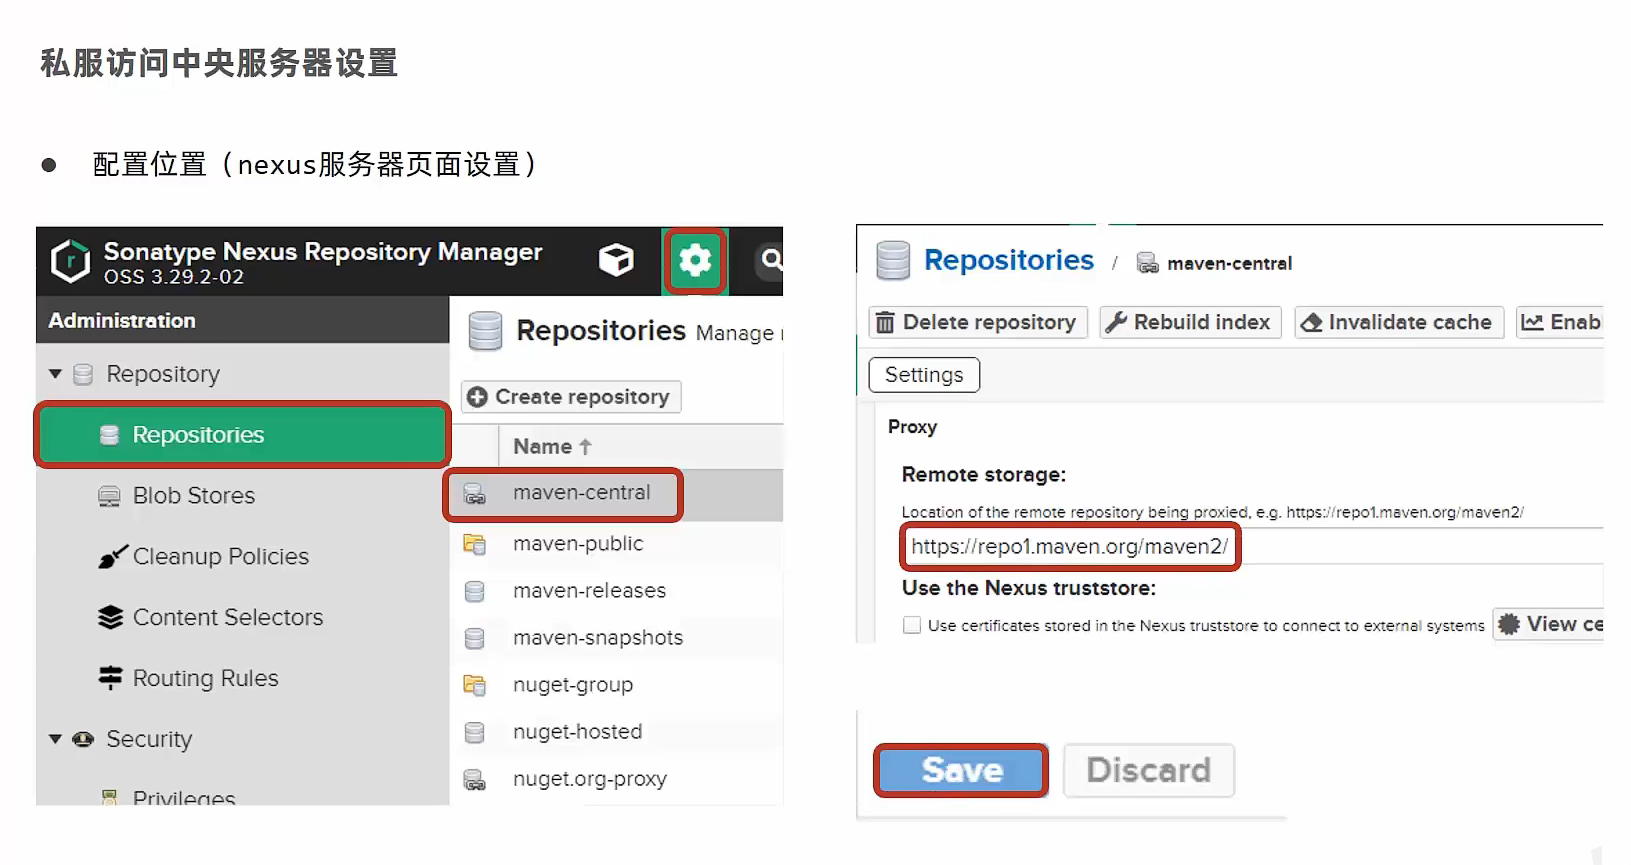 私服访问中央服务器设置
● 配置位置（nexus服务器页面设置）
Sonatype Nexus Repository Manager
OSS 3.29.2-02
Administration
Repository
Repositories
Blob Stores
Cleanup Policies
Content Selectors
Routing Rules
Security
Privileges
Repositories Manage
Create repository
Name
maven-central
maven-public
maven-releases
maven-snapshots
nuget-group
nuget-hosted
nuget.org-proxy
Repositories / maven-central
Delete repository Rebuild index Invalidate cache Enab
Settings
Proxy
Remote storage:
Location of the remote repository being proxied, e.g. https://repo1.maven.org/maven2/
https://repo1.maven.org/maven2/
Use the Nexus truststore:
Use certificates stored in the Nexus truststore to connect to external systems View ce
Save Discard